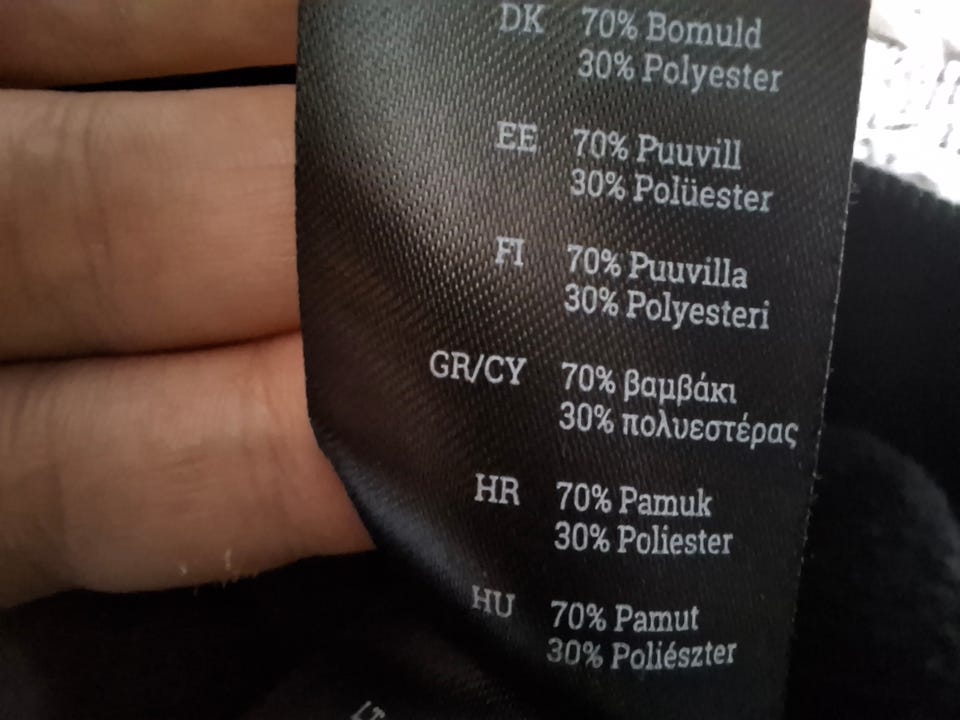 DK 70% Bomuld
30% Polyester
EE 70% Puuvill
30% Polüester
FI 70% Puuvilla
30% Polyesteri
GR/CY 70% βαμβάκι
30% πολυεστέρας
HR 70% Pamuk
30% Poliester
HU 70% Pamut
30% Poliészter
LT